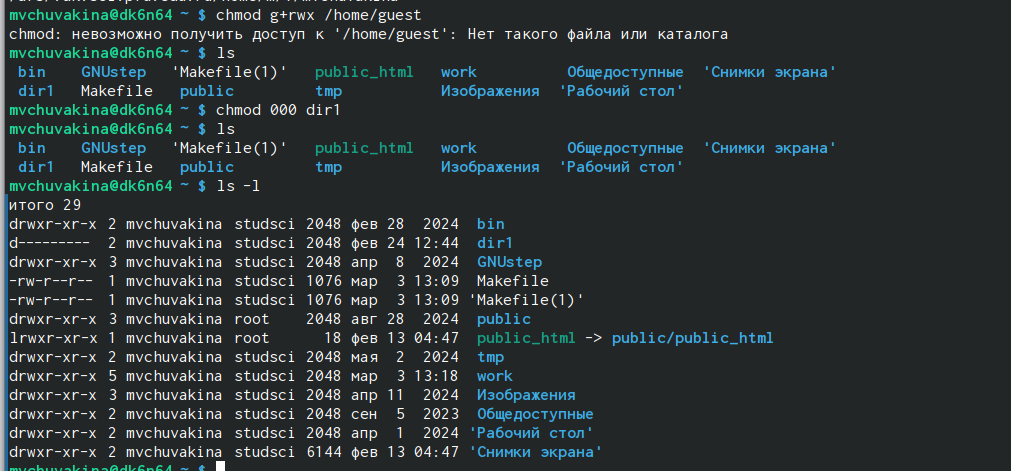 mvchuvakina@dk6n64 ~ $ chmod g+rwx /home/guest
chmod: невозможно получить доступ к '/home/guest': Нет такого файла или каталога
mvchuvakina@dk6n64 ~ $ ls
bin GNUstep 'Makefile(1)' public_html work Общедоступные 'Снимки экрана'
dir1 Makefile public tmp Изображения 'Рабочий стол'
mvchuvakina@dk6n64 ~ $ chmod 000 dir1
mvchuvakina@dk6n64 ~ $ ls
bin GNUstep 'Makefile(1)' public_html work Общедоступные 'Снимки экрана'
dir1 Makefile public tmp Изображения 'Рабочий стол'
mvchuvakina@dk6n64 ~ $ ls -l
итого 29
drwxr-xr-x 2 mvchuvakina studsci 2048 фев 28 2024 bin
d--------- 2 mvchuvakina studsci 2048 фев 24 12:44 dir1
drwxr-xr-x 3 mvchuvakina studsci 2048 апр 8 2024 GNUstep
-rw-r--r-- 1 mvchuvakina studsci 1076 мар 3 13:09 Makefile
-rw-r--r-- 1 mvchuvakina studsci 1076 мар 3 13:09 'Makefile(1)'
drwxr-xr-x 3 mvchuvakina root 2048 авг 28 2024 public
lrwxr-xr-x 1 mvchuvakina root 18 фев 13 04:47 public_html -> public/public_html
drwxr-xr-x 2 mvchuvakina studsci 2048 мая 2 2024 tmp
drwxr-xr-x 5 mvchuvakina studsci 2048 мар 3 13:18 work
drwxr-xr-x 3 mvchuvakina studsci 2048 апр 11 2024 Изображения
drwxr-xr-x 2 mvchuvakina studsci 2048 сен 5 2023 Общедоступные
drwxr-xr-x 2 mvchuvakina studsci 2048 апр 1 2024 'Рабочий стол'
drwxr-xr-x 2 mvchuvakina studsci 6144 фев 13 04:47 'Снимки экрана'
mvchuvakina@dk6n64 ~ $